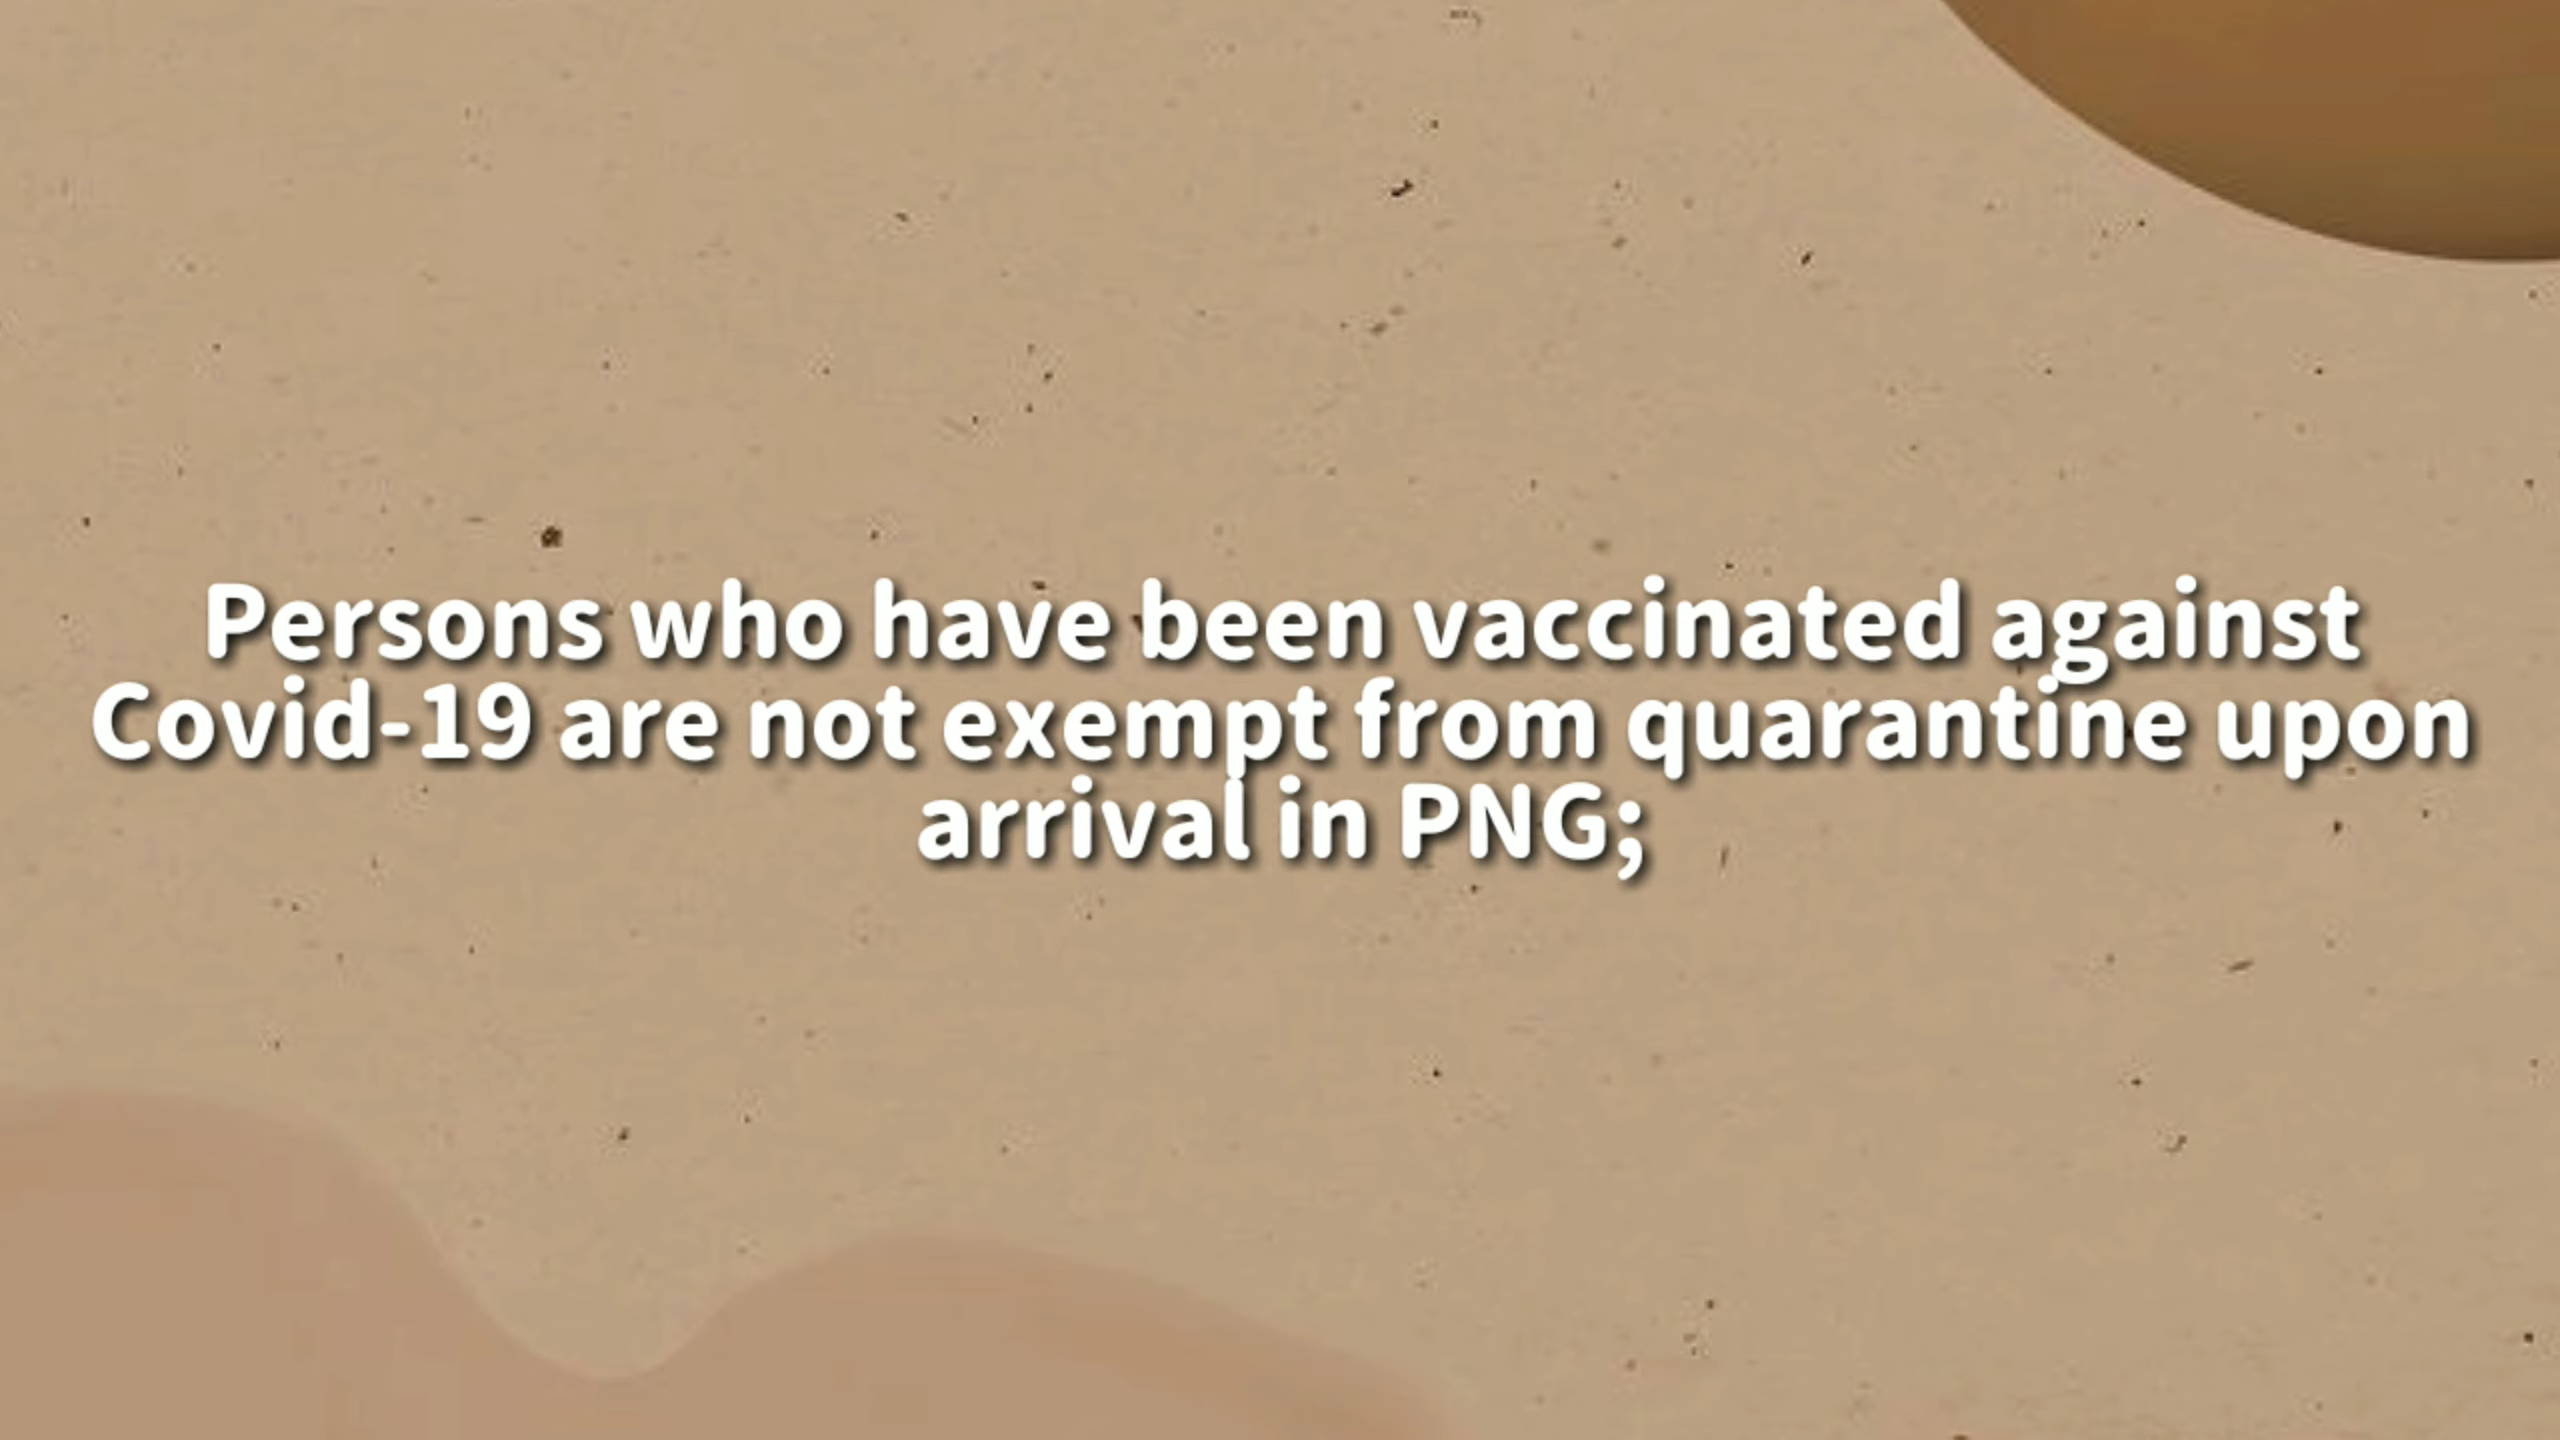 Persons who have been vaccinated against
Covid-19 are not exempt from quarantine upon
arrival in PNG;